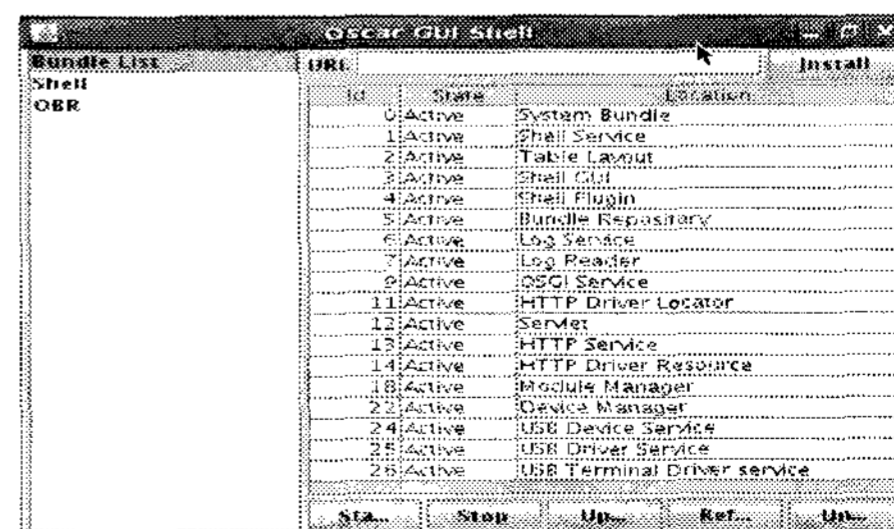 Oscar GUI Shell
Bundle List
Shell
OBR
URL Install
Id State Location
0 Active System Bundle
1 Active Shell Service
2 Active Table Layout
3 Active Shell GUI
4 Active Shell Plugin
5 Active Bundle Repository
6 Active Log Service
7 Active Log Reader
9 Active OSGI Service
11 Active HTTP Driver Locator
12 Active Servlet
13 Active HTTP Service
14 Active HTTP Driver Resource
18 Active Module Manager
22 Active Device Manager
24 Active USB Device Service
25 Active USB Driver Service
26 Active USB Terminal Driver service
Sta... Stop Up... Ref... Un...